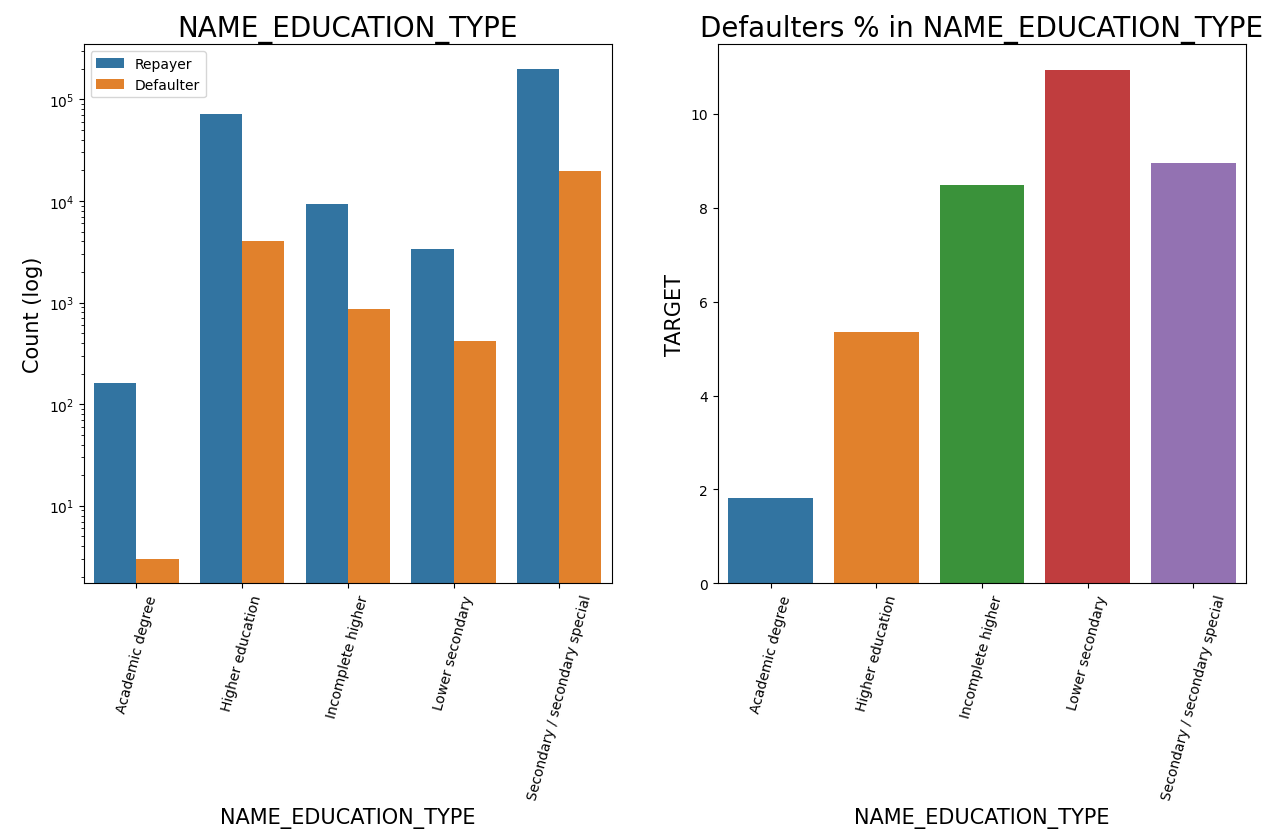 NAME_EDUCATION_TYPE
Repayer
Defaulter
Count (log)
10⁵
10⁴
10³
10²
10¹
Academic degree
Higher education
Incomplete higher
Lower secondary
Secondary / secondary special
NAME_EDUCATION_TYPE
Defaulters % in NAME_EDUCATION_TYPE
TARGET
10
8
6
4
2
0
Academic degree
Higher education
Incomplete higher
Lower secondary
Secondary / secondary special
NAME_EDUCATION_TYPE